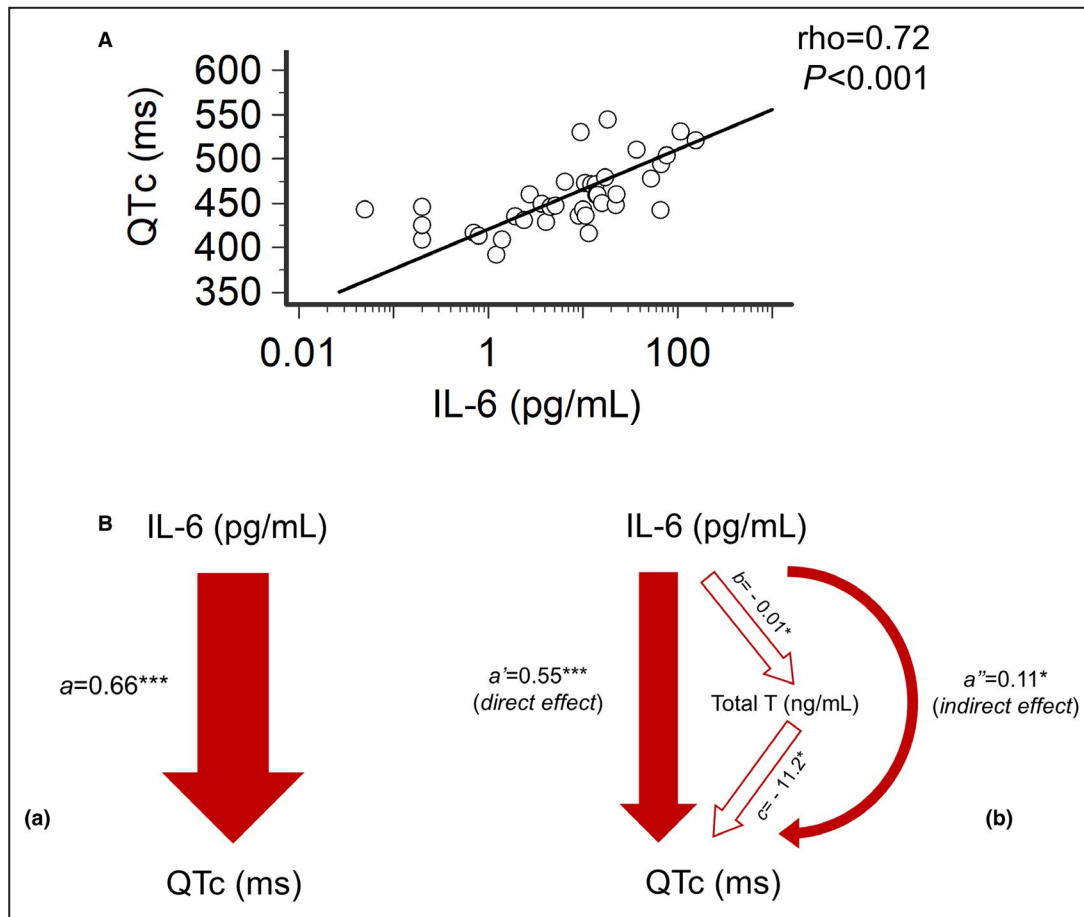 A
rho=0.72
P<0.001
QTc (ms)
600
550
500
450
400
350
0.01
1
100
IL-6 (pg/mL)
B
IL-6 (pg/mL)
a=0.66***
(a)
QTc (ms)
IL-6 (pg/mL)
b= - 0.01*
a’=0.55***
(direct effect)
Total T (ng/mL)
a”=0.11*
(indirect effect)
c= - 11.2*
(b)
QTc (ms)